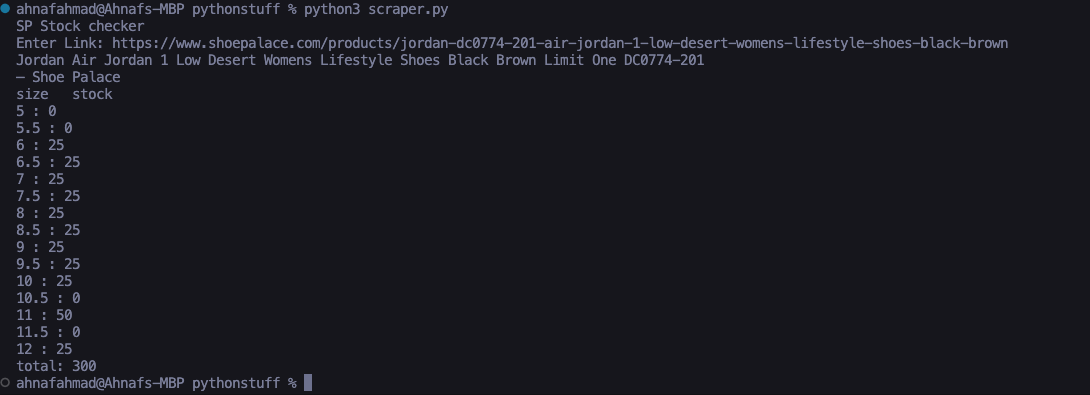 ahnafahmad@Ahnafs-MBP pythonstuff % python3 scraper.py
SP Stock checker
Enter Link: https://www.shoepalace.com/products/jordan-dc0774-201-air-jordan-1-low-desert-womens-lifestyle-shoes-black-brown
Jordan Air Jordan 1 Low Desert Womens Lifestyle Shoes Black Brown Limit One DC0774-201
– Shoe Palace
size   stock
5 : 0
5.5 : 0
6 : 25
6.5 : 25
7 : 25
7.5 : 25
8 : 25
8.5 : 25
9 : 25
9.5 : 25
10 : 25
10.5 : 0
11 : 50
11.5 : 0
12 : 25
total: 300
ahnafahmad@Ahnafs-MBP pythonstuff %